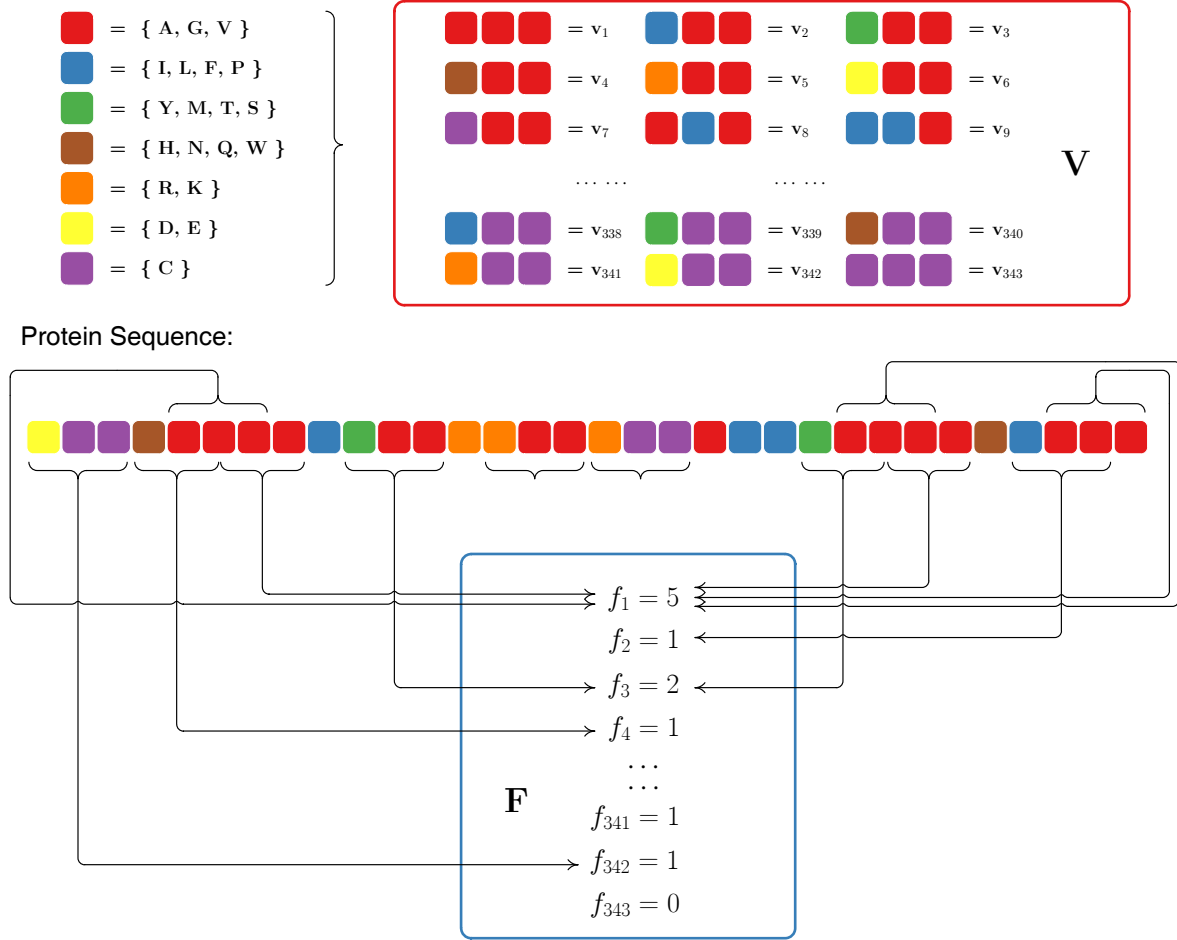 = { A, G, V }
= { I, L, F, P }
= { Y, M, T, S }
= { H, N, Q, W }
= { R, K }
= { D, E }
= { C }
= v₁ = v₂ = v₃
= v₄ = v₅ = v₆
= v₇ = v₈ = v₉
V
... ... ... ...
= v₃₃₈ = v₃₃₉ = v₃₄₀
= v₃₄₁ = v₃₄₂ = v₃₄₃
Protein Sequence:
f₁ = 5
f₂ = 1
f₃ = 2
f₄ = 1
...
...
F
f₃₄₁ = 1
f₃₄₂ = 1
f₃₄₃ = 0